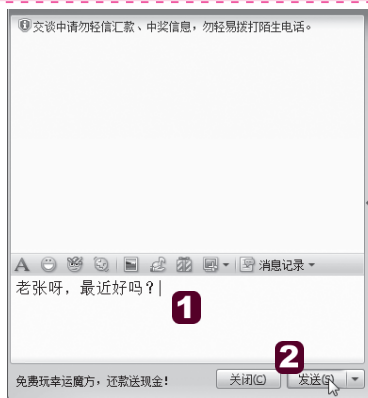 交谈中请勿轻信汇款、中奖信息，勿轻易拨打陌生电话。
A 消息记录
老张呀，最近好吗？
1
2
免费玩幸运魔方，还款送现金！ 关闭(C) 发送(S)